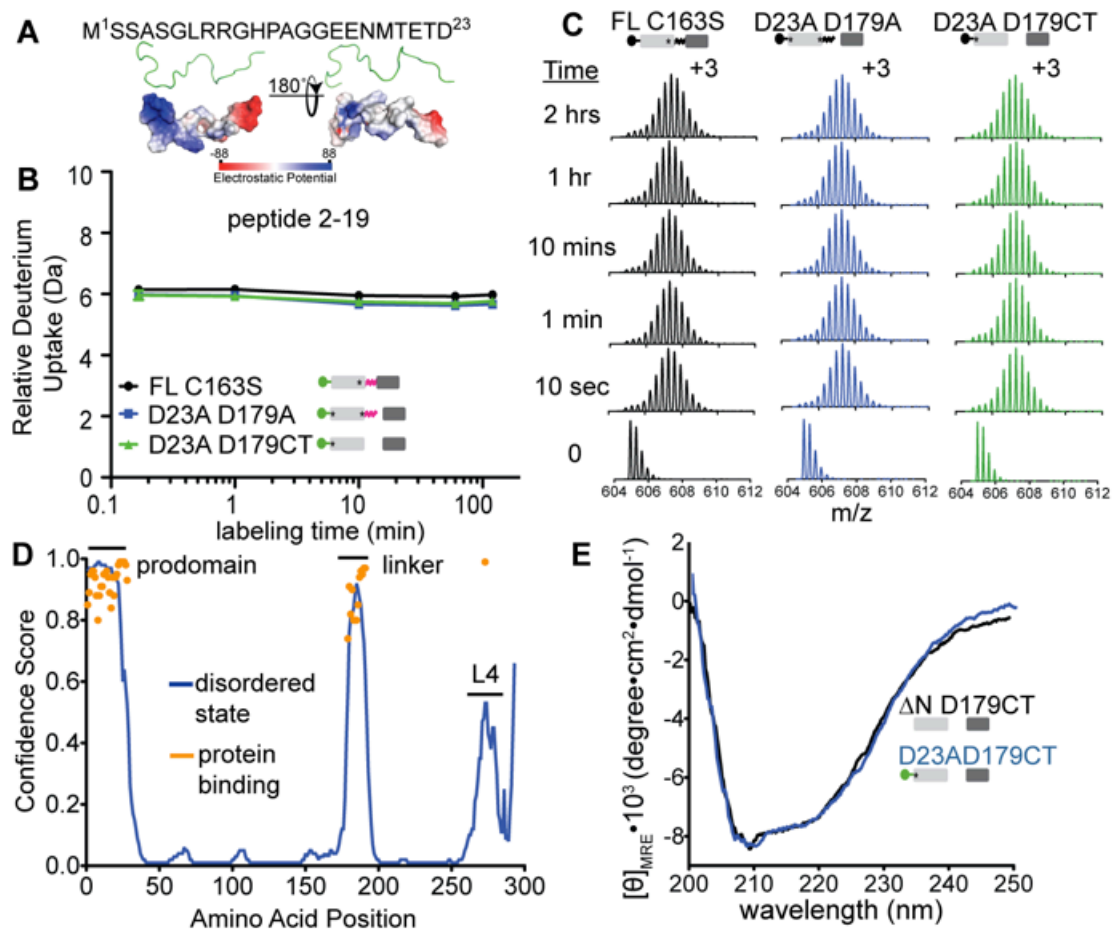 A
M¹SSASGLRRGHPAGGEENMTETD²³
180°
-88 88
Electrostatic Potential
B
peptide 2-19
Relative Deuterium
Uptake (Da)
10
8
6
4
2
0
FL C163S
D23A D179A
D23A D179CT
0.1 1 10 100
labeling time (min)
C
FL C163S D23A D179A D23A D179CT
Time +3 +3 +3
2 hrs
1 hr
10 mins
1 min
10 sec
0
604 606 608 610 612 604 606 608 610 612 604 606 608 610 612
m/z
D
Confidence Score
1.0
0.8
0.6
0.4
0.2
0.0
prodomain
linker
L4
disordered
state
protein
binding
0 50 100 150 200 250 300
Amino Acid Position
E
[θ]MRE•10³ (degree•cm²•dmol⁻¹)
2
0
-2
-4
-6
-8
ΔN D179CT
D23AD179CT
200 210 220 230 240 250
wavelength (nm)